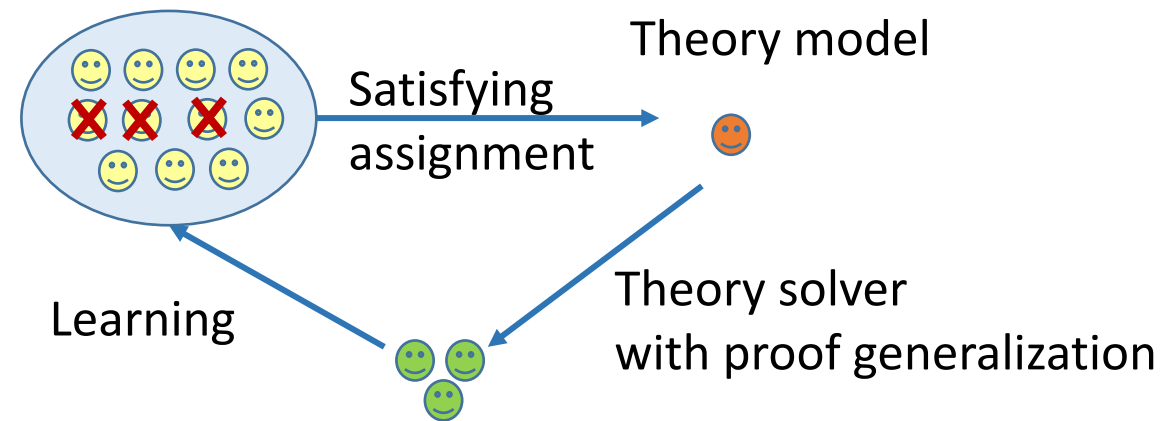 Theory model
Satisfying
assignment
Theory solver
with proof generalization
Learning